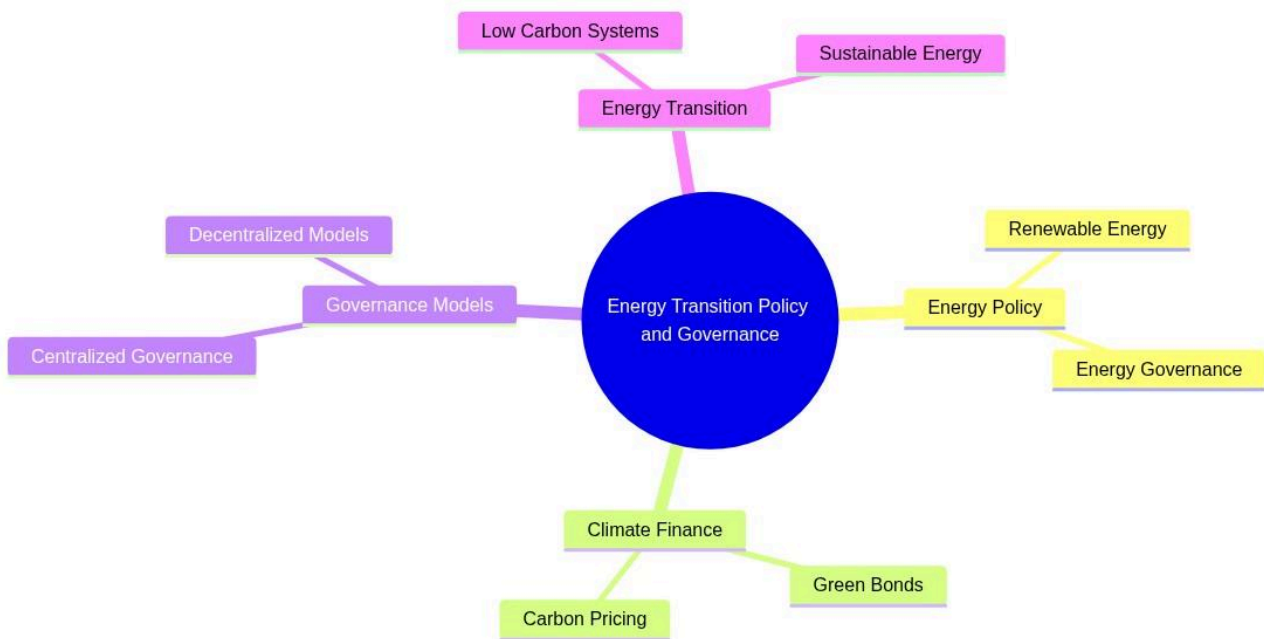 Low Carbon Systems
Sustainable Energy
Energy Transition
Decentralized Models
Renewable Energy
Governance Models
Energy Transition Policy
and Governance
Energy Policy
Centralized Governance
Energy Governance
Climate Finance
Green Bonds
Carbon Pricing